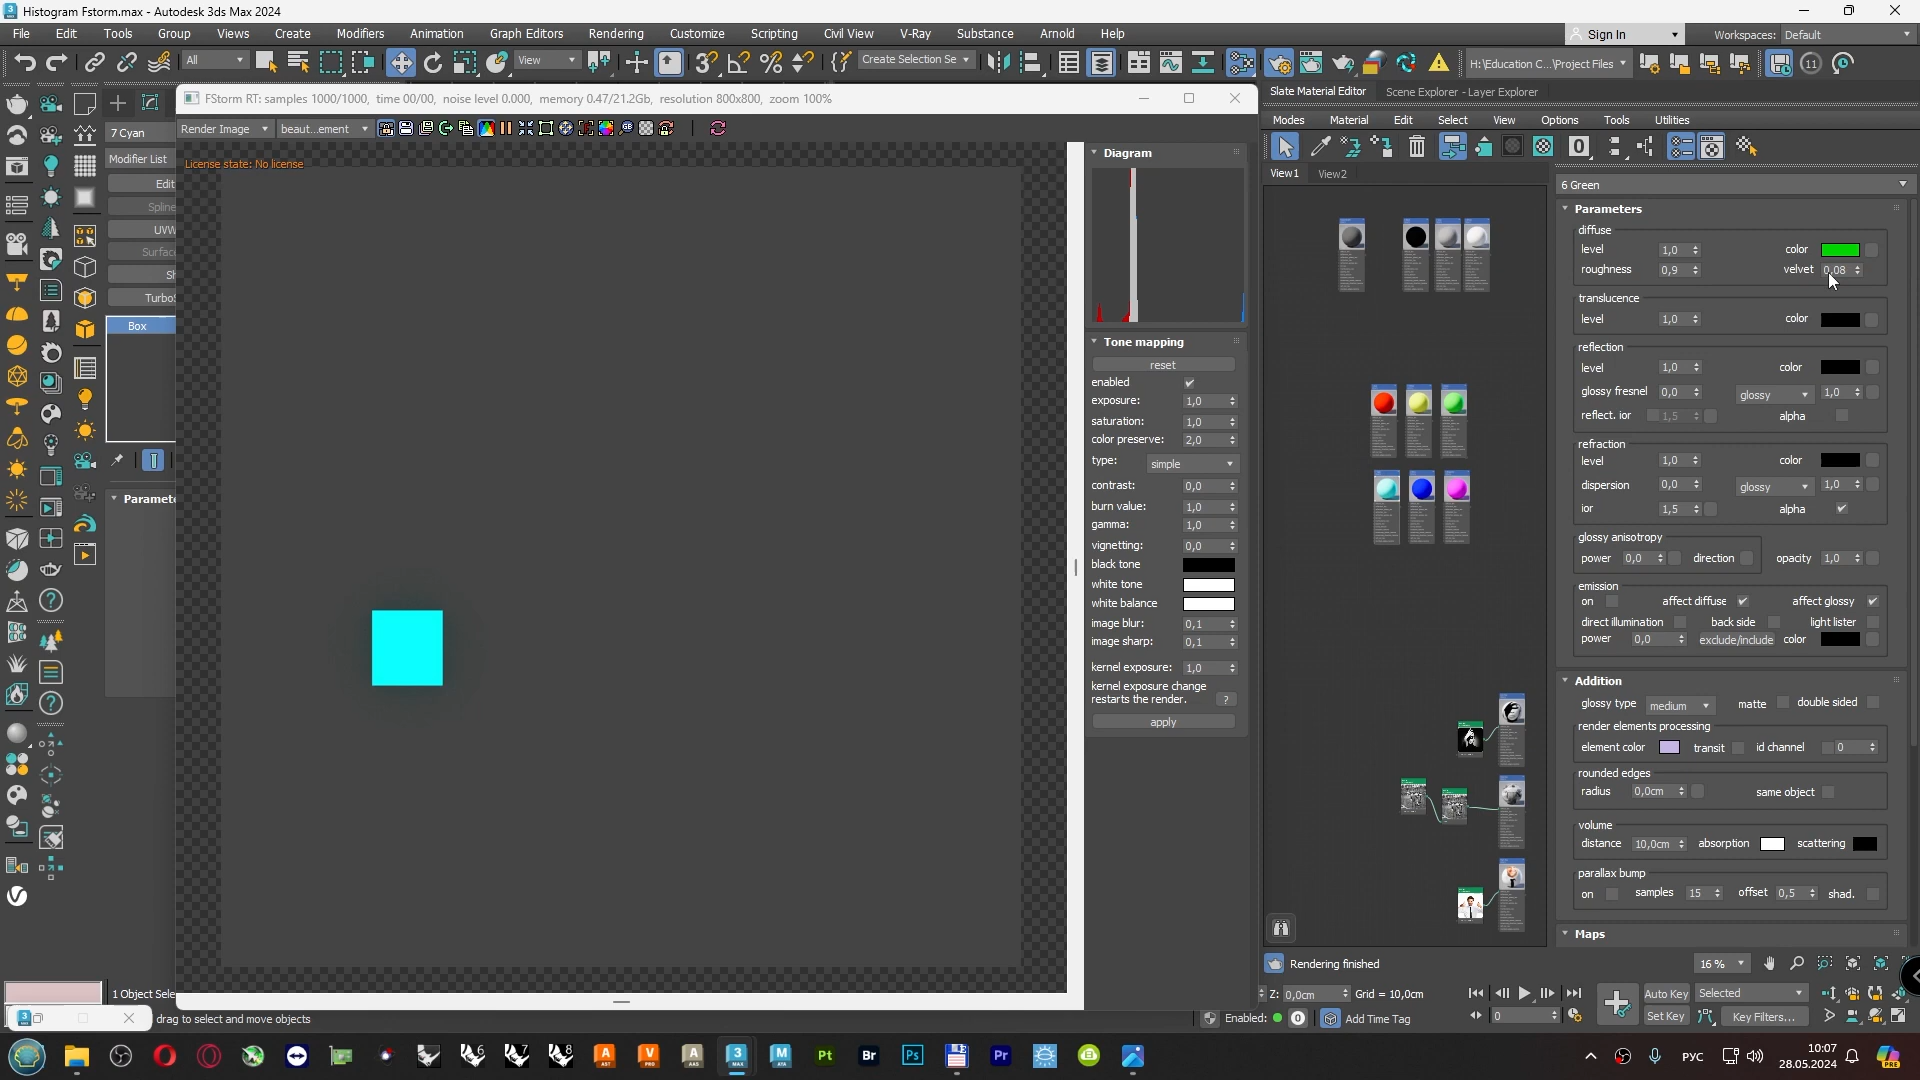 Histogram Fstorm.max - Autodesk 3ds Max 2024
File Edit Tools Group Views Create Modifiers Animation Graph Editors Rendering Customize Scripting Civil View V-Ray Substance Arnold Help
Sign In Workspaces: Default
All View Create Selection Se H:\Education C...\Project Files 11
FStorm RT: samples 1000/1000, time 00/00, noise level 0.000, memory 0.47/21.2Gb, resolution 800x800, zoom 100%
Render Image beaut...ement
License state: No license
7 Cyan
Modifier List
Edit
Spline
UVW
Surfac
Sh
Turbo
Box
Paramete
Diagram
Tone mapping
reset
enabled
exposure: 1,0
saturation: 1,0
color preserve: 2,0
type: simple
contrast: 0,0
burn value: 1,0
gamma: 1,0
vignetting: 0,0
black tone
white tone
white balance
image blur: 0,1
image sharp: 0,1
kernel exposure: 1,0
kernel exposure change
restarts the render. ?
apply
Slate Material Editor Scene Explorer - Layer Explorer
Modes Material Edit Select View Options Tools Utilities
View1 View2
6 Green
Parameters
diffuse
level 1,0 color
roughness 0,9 velvet 0,08
translucence
level 1,0 color
reflection
level 1,0 color
glossy fresnel 0,0 glossy 1,0
reflect. ior 1,5 alpha
refraction
level 1,0 color
dispersion 0,0 glossy 1,0
ior 1,5 alpha
glossy anisotropy
power 0,0 direction opacity 1,0
emission
on affect diffuse affect glossy
direct illumination back side light lister
power 0,0 exclude/include color
Addition
glossy type medium matte double sided
render elements processing
element color transit id channel 0
rounded edges
radius 0,0cm same object
volume
distance 10,0cm absorption scattering
parallax bump
on samples 15 offset 0,5 shad.
Maps
Rendering finished 16 %
1 Object Sele
Z: 0,0cm Grid = 10,0cm Auto Key Selected
drag to select and move objects
Enabled: 0 Add Time Tag 0 Set Key Key Filters...
РУС 10:07
28.05.2024